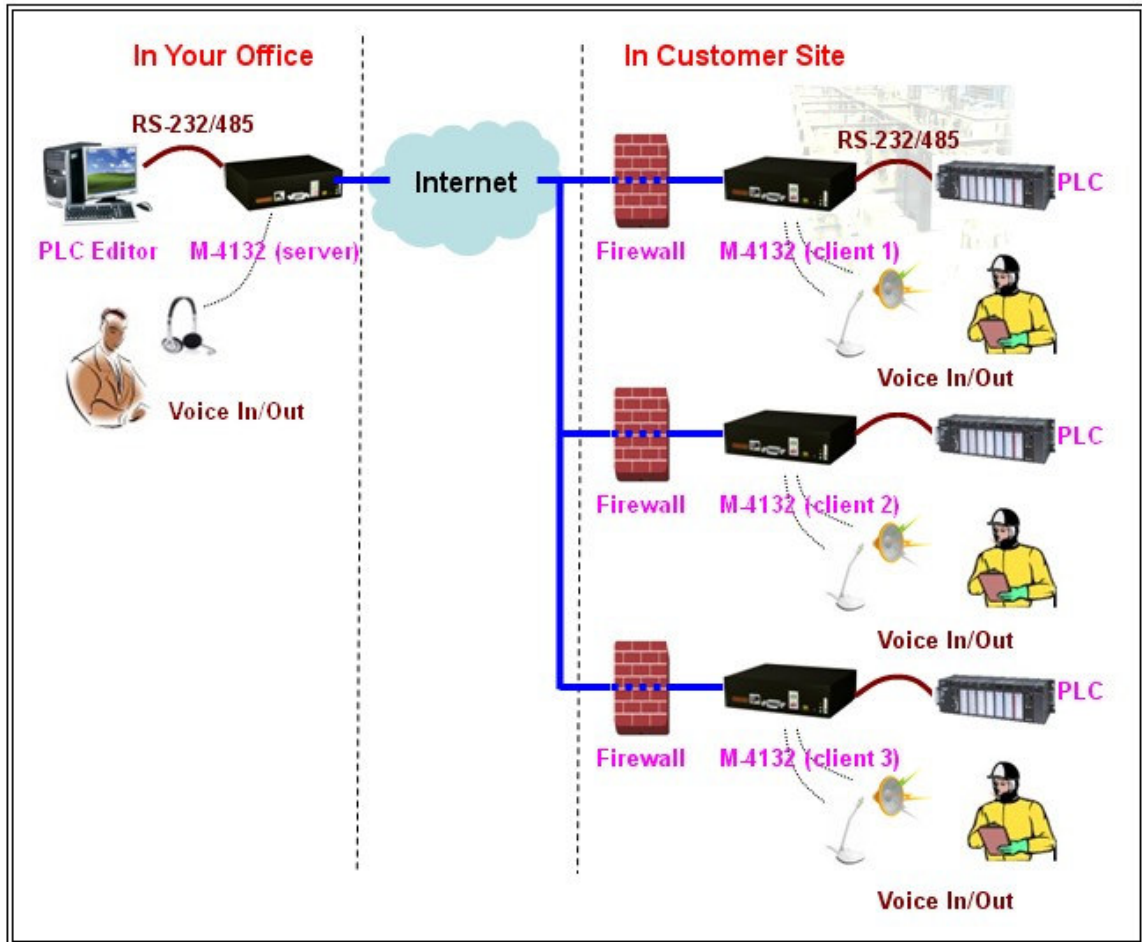 In Your Office
In Customer Site
RS-232/485
Internet
RS-232/485
PLC
PLC Editor
M-4132 (server)
Firewall
M-4132 (client 1)
Voice In/Out
Voice In/Out
PLC
Firewall
M-4132 (client 2)
Voice In/Out
PLC
Firewall
M-4132 (client 3)
Voice In/Out